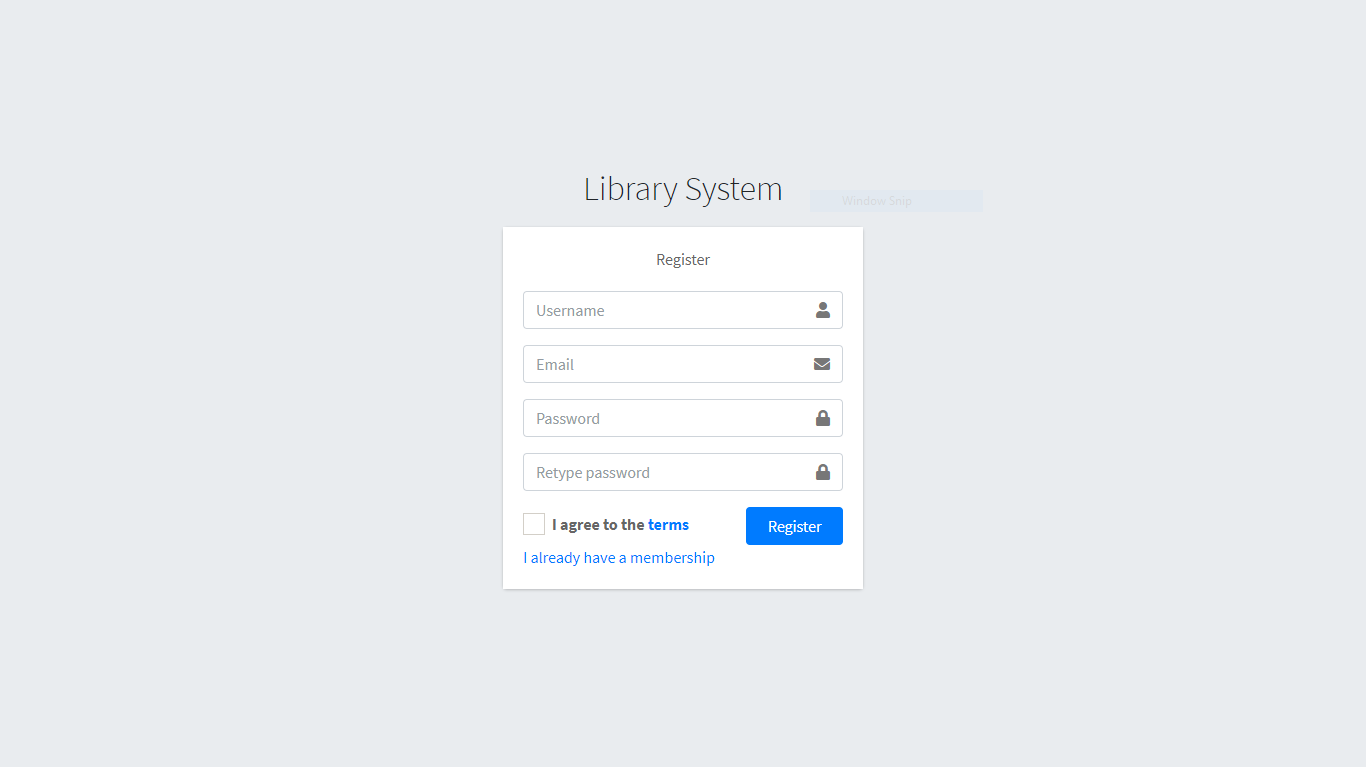 Library System
Window Snip
Register
Username
Email
Password
Retype password
I agree to the terms
Register
I already have a membership